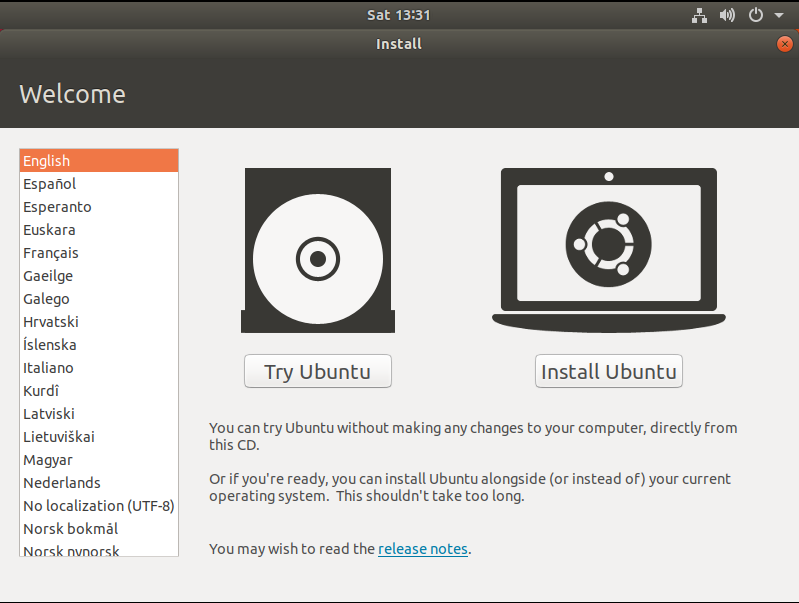 Sat 13:31
Install
Welcome
English
Español
Esperanto
Euskara
Français
Gaeilge
Galego
Hrvatski
Íslenska
Italiano
Kurdî
Latviski
Lietuviškai
Magyar
Nederlands
No localization (UTF-8)
Norsk bokmål
Norsk nynorsk
Try Ubuntu
Install Ubuntu
You can try Ubuntu without making any changes to your computer, directly from
this CD.
Or if you're ready, you can install Ubuntu alongside (or instead of) your current
operating system. This shouldn't take too long.
You may wish to read the release notes.